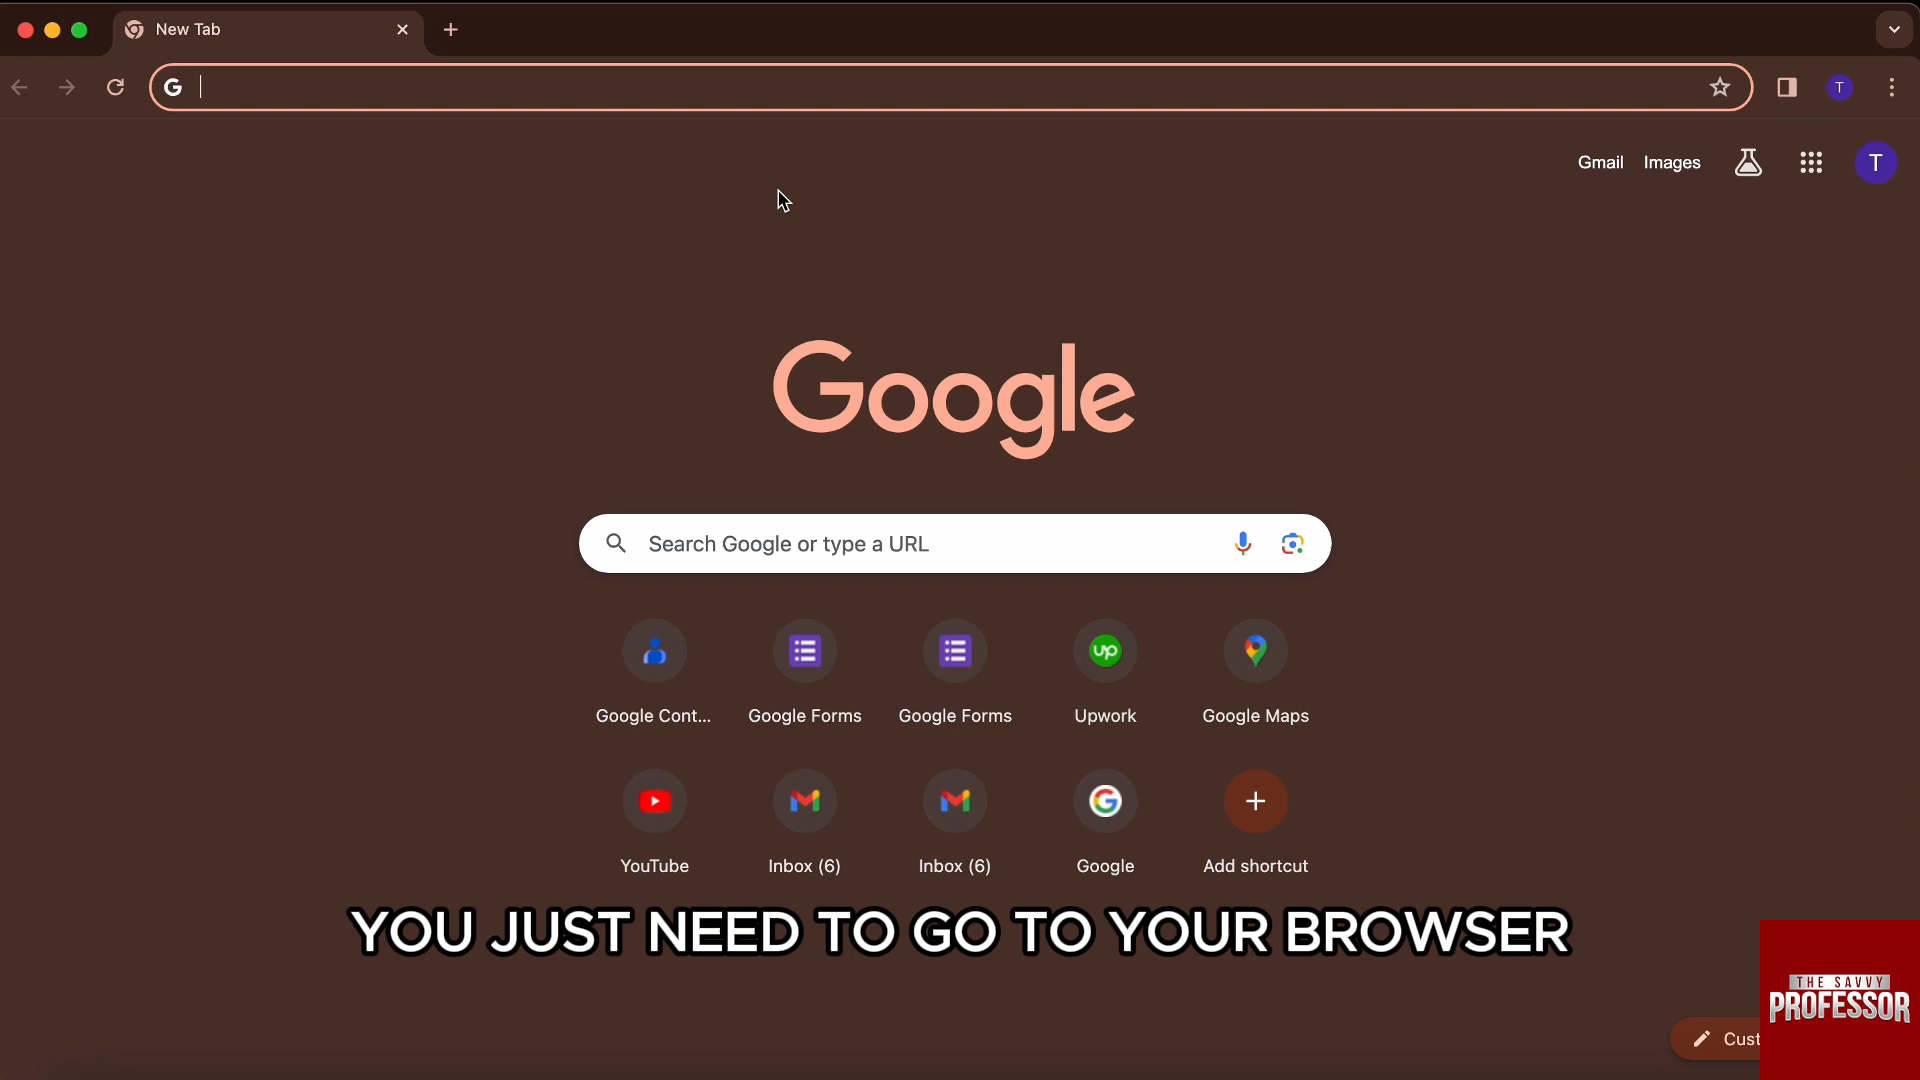 New Tab
G
Gmail Images
T
T
Google
Search Google or type a URL
up
Google Cont...
Google Forms
Google Forms
Upwork
Google Maps
YouTube
Inbox (6)
Inbox (6)
Google
Add shortcut
YOU JUST NEED TO GO TO YOUR BROWSER
THE SAVVY
PROFESSOR
Cust